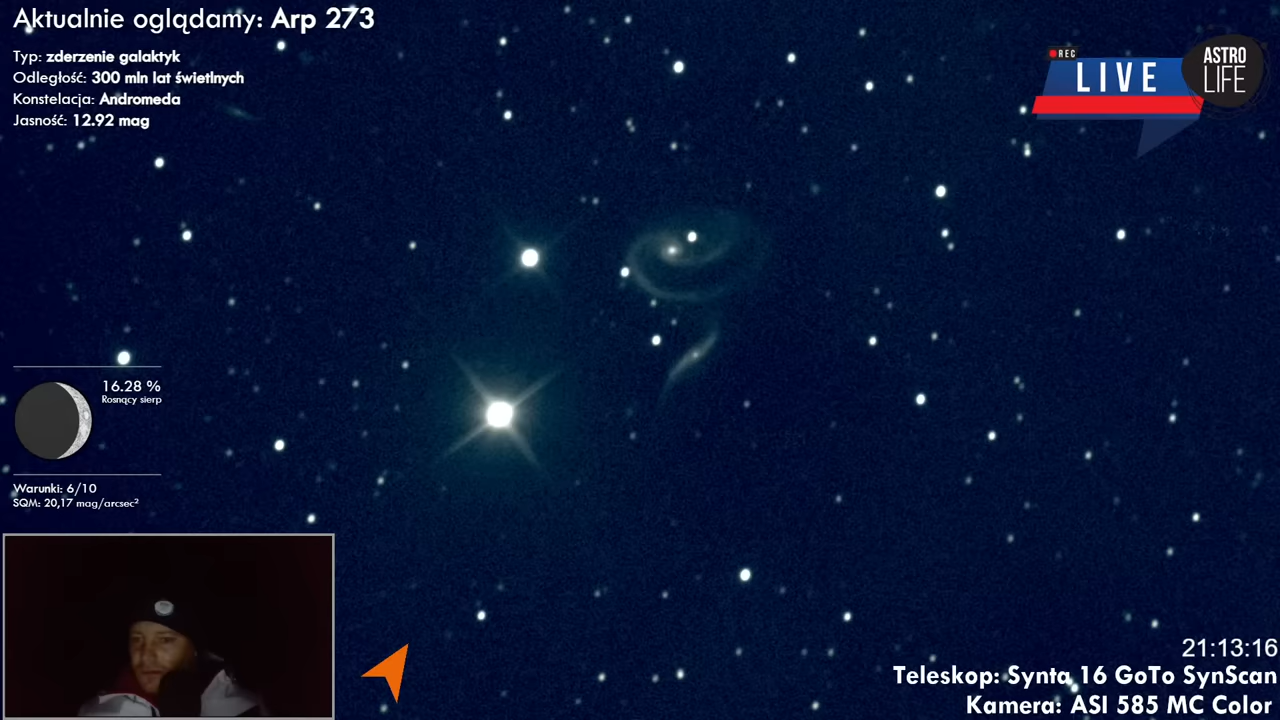 Aktualnie oglądamy: Arp 273
Typ: zderzenie galaktyk
Odległość: 300 mln lat świetlnych
Konstelacja: Andromeda
Jasność: 12.92 mag
REC
LIVE
ASTRO
LIFE
16.28 %
Rosnący sierp
Warunki: 6/10
SQM: 20,17 mag/arcsec²
21:13:16
Teleskop: Synta 16 GoTo SynScan
Kamera: ASI 585 MC Color